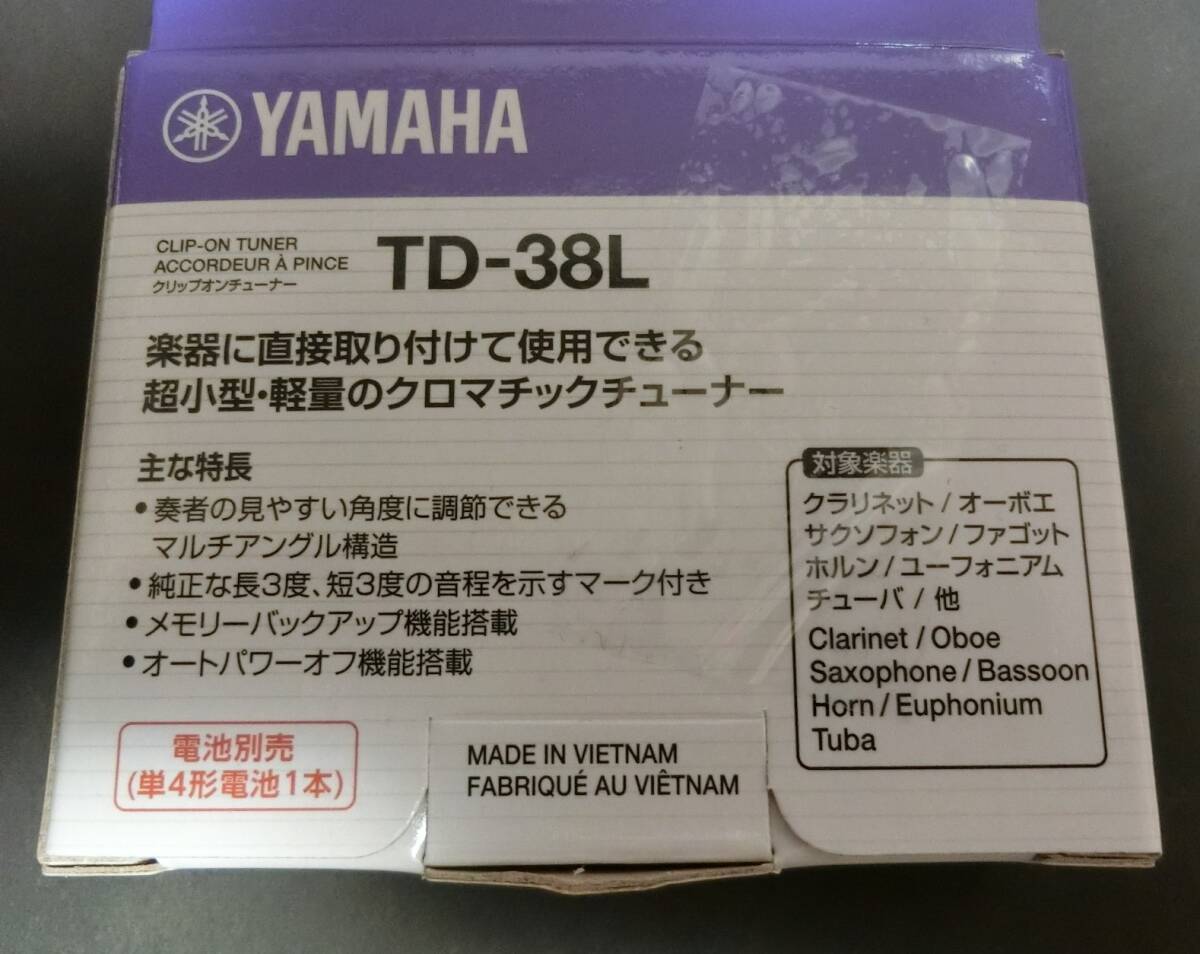 YAMAHA
CLIP-ON TUNER
ACCORDEUR À PINCE
クリップオンチューナー
TD-38L
楽器に直接取り付けて使用できる
超小型・軽量のクロマチックチューナー
主な特長
・奏者の見やすい角度に調節できる
マルチアングル構造
・純正な長3度、短3度の音程を示すマーク付き
・メモリーバックアップ機能搭載
・オートパワーオフ機能搭載
対象楽器
クラリネット / オーボエ
サクソフォン / ファゴット
ホルン / ユーフォニアム
チューバ / 他
Clarinet / Oboe
Saxophone / Bassoon
Horn / Euphonium
Tuba
電池別売
(単4形電池1本)
MADE IN VIETNAM
FABRIQUÉ AU VIÊTNAM